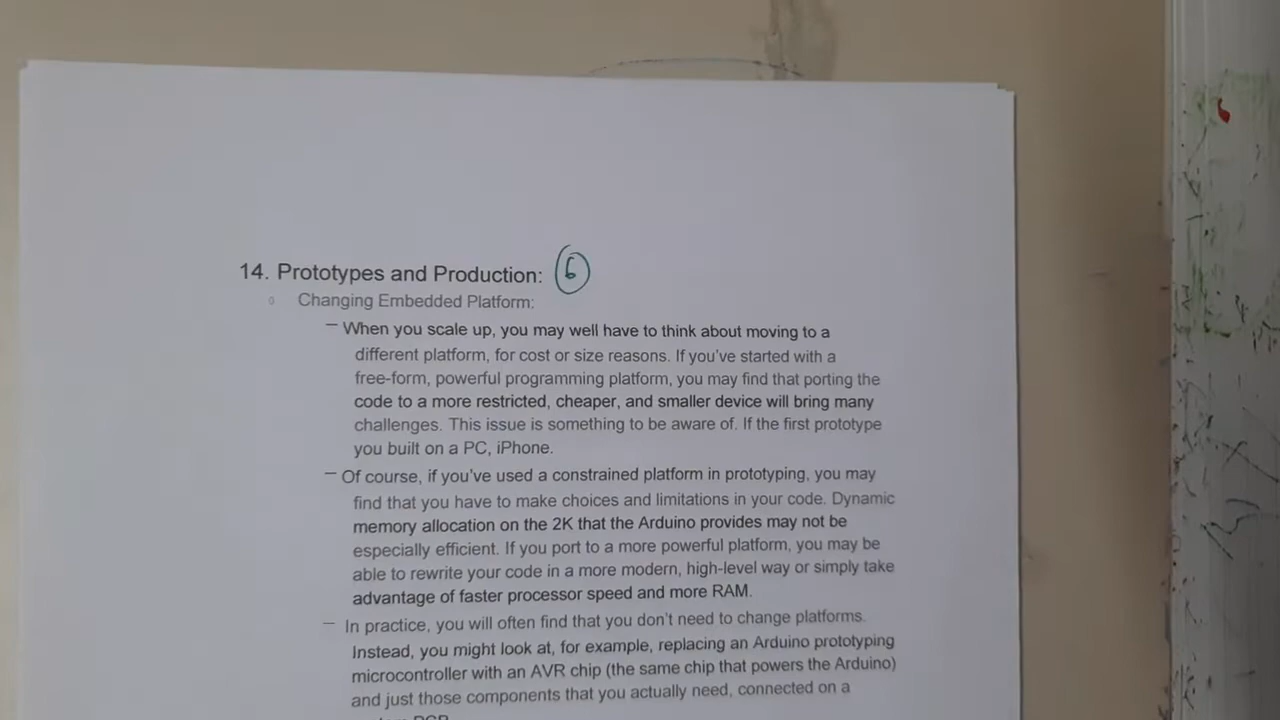 14. Prototypes and Production: 6
Changing Embedded Platform:
– When you scale up, you may well have to think about moving to a
different platform, for cost or size reasons. If you've started with a
free-form, powerful programming platform, you may find that porting the
code to a more restricted, cheaper, and smaller device will bring many
challenges. This issue is something to be aware of. If the first prototype
you built on a PC, iPhone.
– Of course, if you've used a constrained platform in prototyping, you may
find that you have to make choices and limitations in your code. Dynamic
memory allocation on the 2K that the Arduino provides may not be
especially efficient. If you port to a more powerful platform, you may be
able to rewrite your code in a more modern, high-level way or simply take
advantage of faster processor speed and more RAM.
– In practice, you will often find that you don't need to change platforms.
Instead, you might look at, for example, replacing an Arduino prototyping
microcontroller with an AVR chip (the same chip that powers the Arduino)
and just those components that you actually need, connected on a